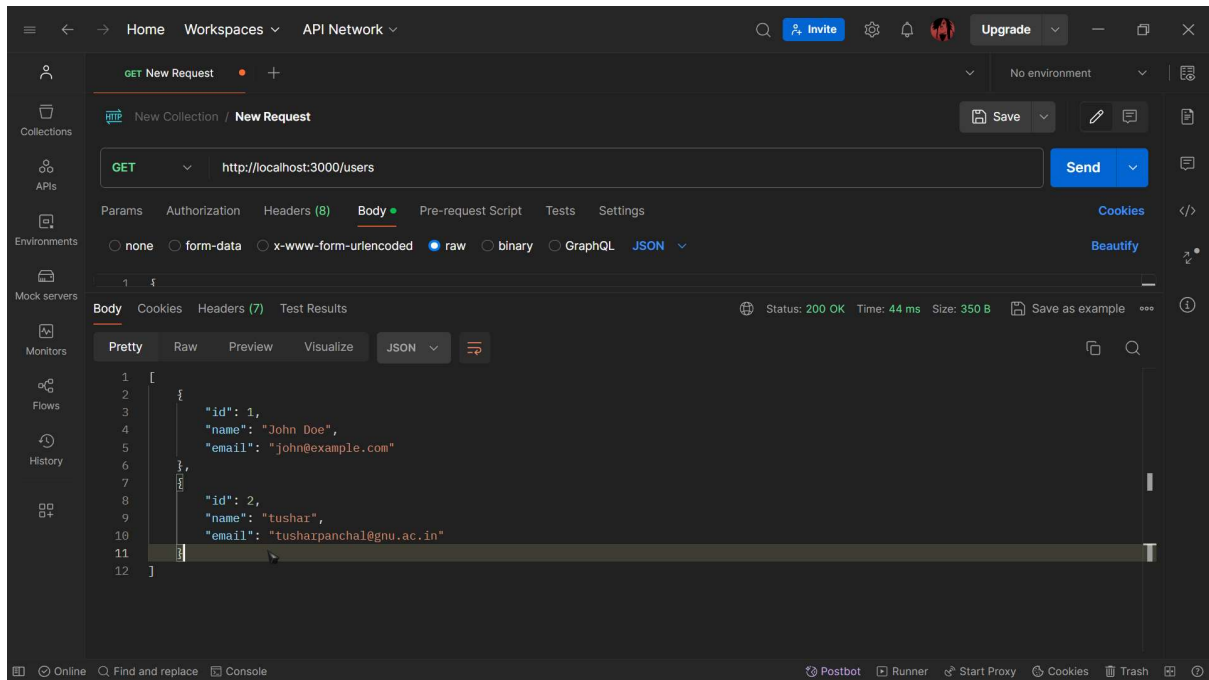 Home Workspaces API Network Invite Upgrade
GET New Request No environment
HTTP New Collection / New Request Save
Collections
GET http://localhost:3000/users Send
APIs
Params Authorization Headers (8) Body Pre-request Script Tests Settings Cookies
Environments
none form-data x-www-form-urlencoded raw binary GraphQL JSON Beautify
1 {
Mock servers
Body Cookies Headers (7) Test Results Status: 200 OK Time: 44 ms Size: 350 B Save as example
Monitors
Pretty Raw Preview Visualize JSON
1 [
2 {
Flows
3 "id": 1,
4 "name": "John Doe",
5 "email": "john@example.com"
History
6 },
7 {
8 "id": 2,
9 "name": "tushar",
10 "email": "tusharpanchal@gnu.ac.in"
11 }
12 ]
Online Find and replace Console Postbot Runner Start Proxy Cookies Trash